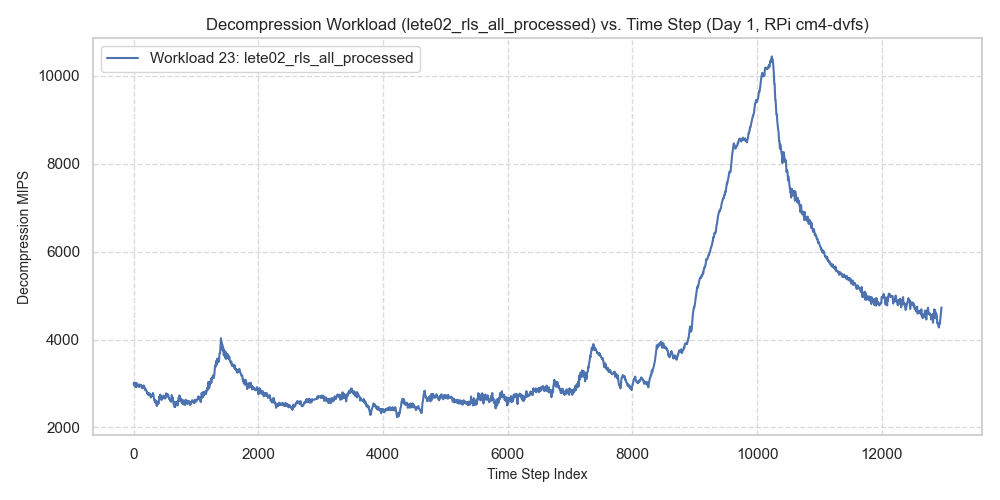 Decompression Workload (lete02_rls_all_processed) vs. Time Step (Day 1, RPi cm4-dvfs)
Workload 23: lete02_rls_all_processed
Decompression MIPS
10000
8000
6000
4000
2000
0 2000 4000 6000 8000 10000 12000
Time Step Index